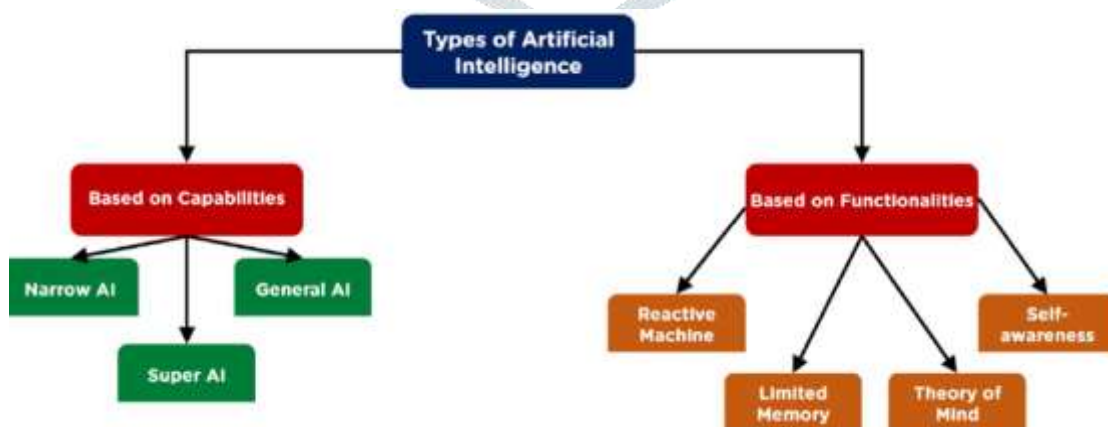 Types of Artificial
Intelligence
Based on Capabilities
Based on Functionalities
Narrow AI
General AI
Super AI
Reactive
Machine
Self-
awareness
Limited
Memory
Theory of
Mind